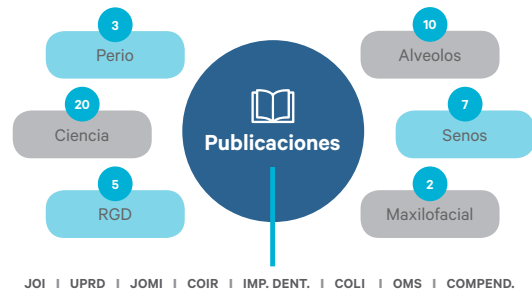 3
Perio
10
Alveolos
20
Ciencia
Publicaciones
7
Senos
5
RGD
2
Maxilofacial
JOI | UPRD | JOMI | COIR | IMP. DENT. | COLI | OMS | COMPEND.